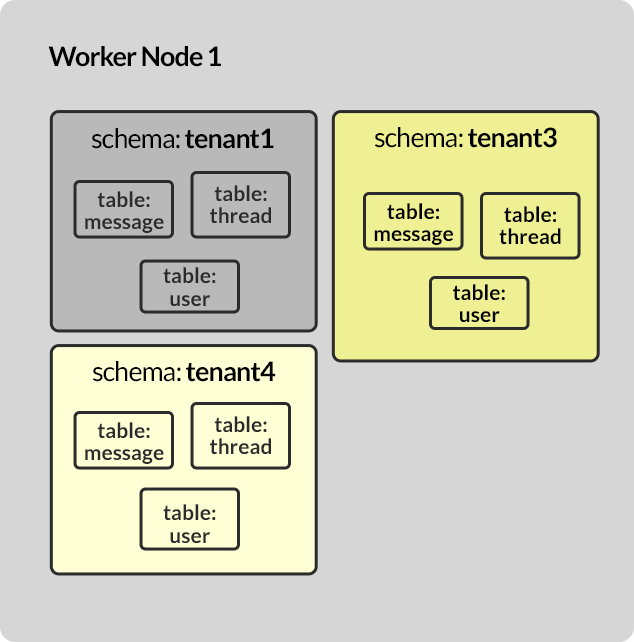 Worker Node 1
schema: tenant1
table:
message
table:
thread
table:
user
schema: tenant3
table:
message
table:
thread
table:
user
schema: tenant4
table:
message
table:
thread
table:
user